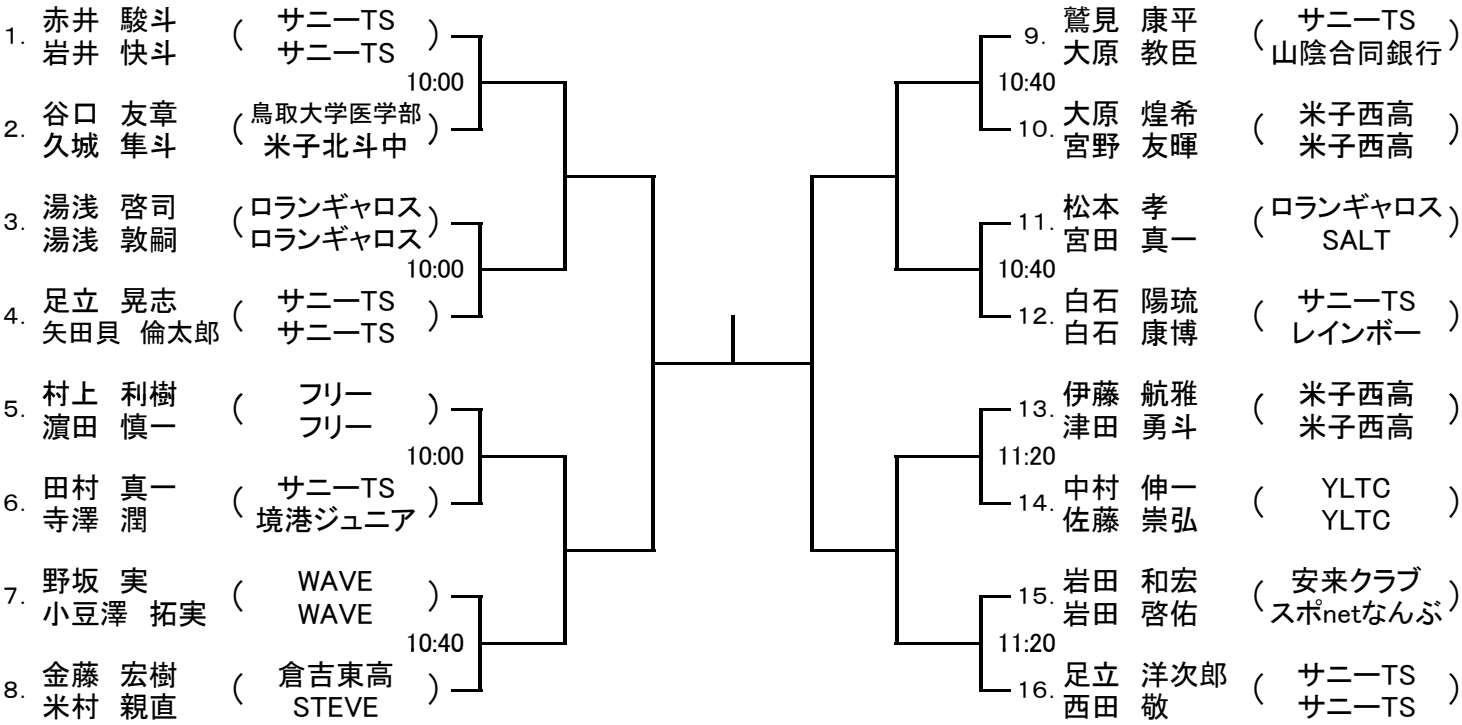 1. 赤井 駿斗 ( サニーTS )
岩井 快斗 サニーTS
10:00
2. 谷口 友章 ( 鳥取大学医学部 )
久城 隼斗 米子北斗中
3. 湯浅 啓司 ( ロランギャロス )
湯浅 敦嗣 ロランギャロス
10:00
4. 足立 晃志 ( サニーTS )
矢田貝 倫太郎 サニーTS
5. 村上 利樹 ( フリー )
濵田 慎一 フリー
10:00
6. 田村 真一 ( サニーTS )
寺澤 潤 境港ジュニア
7. 野坂 実 ( WAVE )
小豆澤 拓実 WAVE
10:40
8. 金藤 宏樹 ( 倉吉東高 )
米村 親直 STEVE
9. 鷲見 康平 ( サニーTS )
大原 教臣 山陰合同銀行
10:40
10. 大原 煌希 ( 米子西高 )
宮野 友暉 米子西高
11. 松本 孝 ( ロランギャロス )
宮田 真一 SALT
10:40
12. 白石 陽琉 ( サニーTS )
白石 康博 レインボー
13. 伊藤 航雅 ( 米子西高 )
津田 勇斗 米子西高
11:20
14. 中村 伸一 ( YLTC )
佐藤 崇弘 YLTC
15. 岩田 和宏 ( 安来クラブ )
岩田 啓佑 スポnetなんぶ
11:20
16. 足立 洋次郎 ( サニーTS )
西田 敬 サニーTS